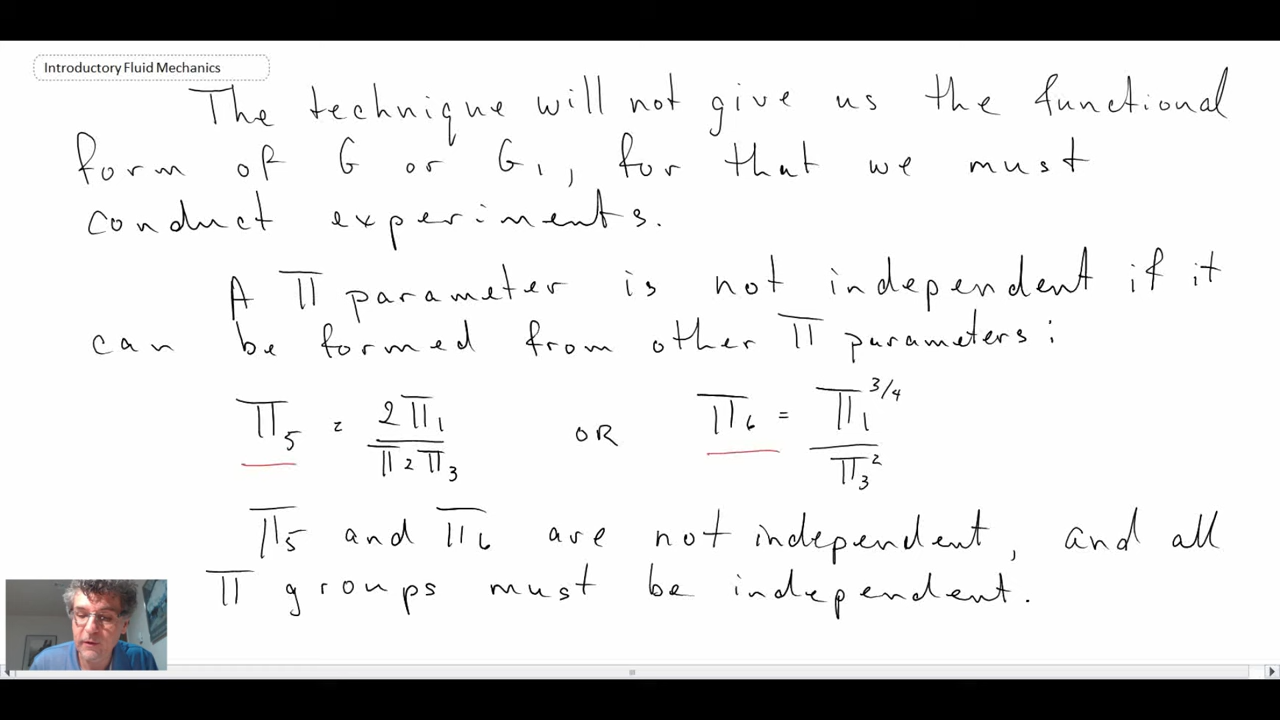 Introductory Fluid Mechanics
The technique will not give us the functional
form of G or G₁, for that we must
conduct experiments.
A Π parameter is not independent if it
can be formed from other Π parameters:
Π₅ = 2Π₁ / Π₂Π₃ OR Π₆ = Π₁^3/4 / Π₃²
Π₅ and Π₆ are not independent, and all
Π groups must be independent.